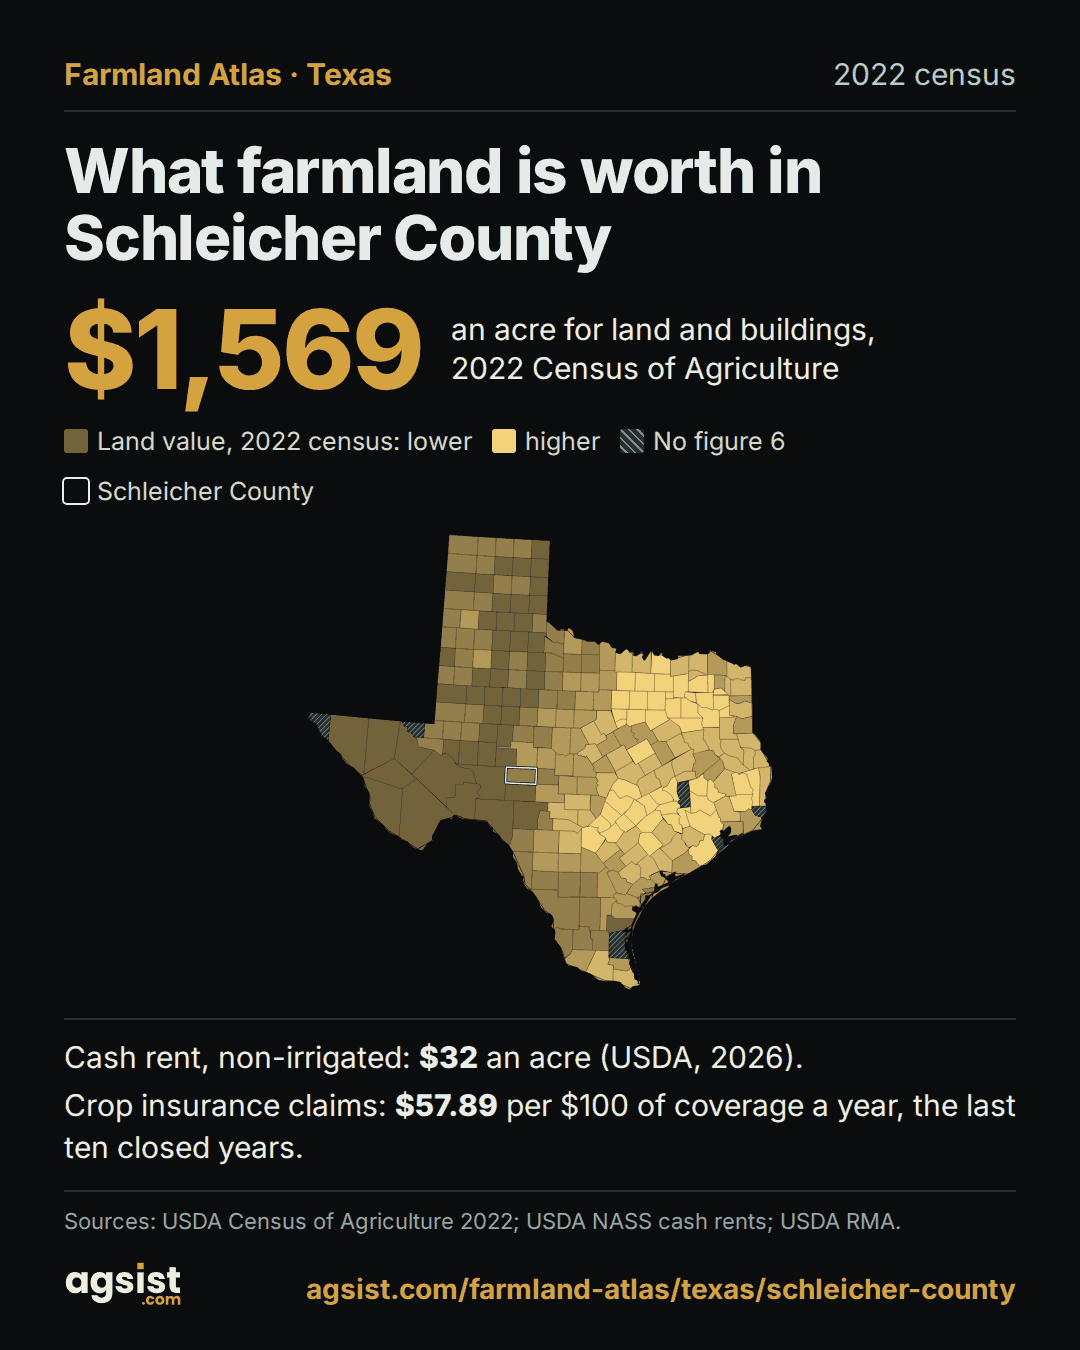 Farmland Atlas · Texas
2022 census
What farmland is worth in
Schleicher County
$1,569
an acre for land and buildings,
2022 Census of Agriculture
Land value, 2022 census: lower
higher
No figure 6
Schleicher County
Cash rent, non-irrigated: $32 an acre (USDA, 2026).
Crop insurance claims: $57.89 per $100 of coverage a year, the last
ten closed years.
Sources: USDA Census of Agriculture 2022; USDA NASS cash rents; USDA RMA.
agsist
.com
agsist.com/farmland-atlas/texas/schleicher-county